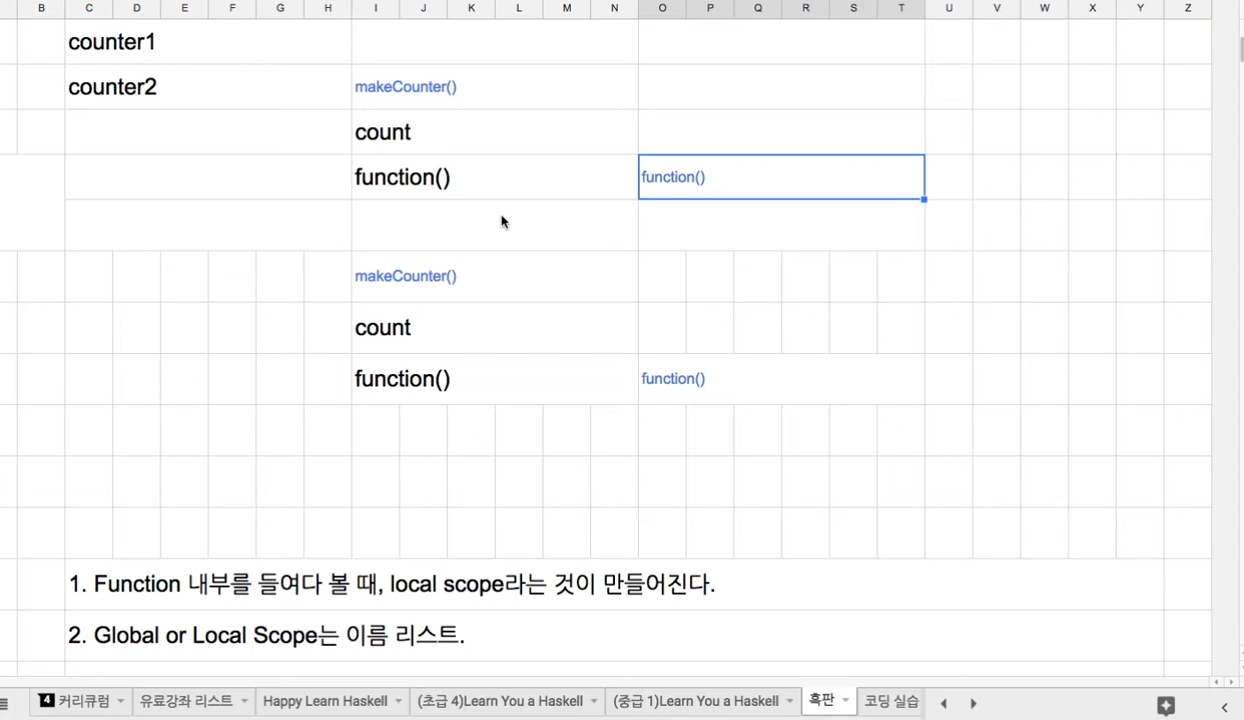 B C D E F G H I J K L M N O P Q R S T U V W X Y Z
counter1
counter2 makeCounter()
count
function() function()
makeCounter()
count
function() function()
1. Function 내부를 들여다 볼 때, local scope라는 것이 만들어진다.
2. Global or Local Scope는 이름 리스트.
4 커리큐럼 유료강좌 리스트 Happy Learn Haskell (초급 4)Learn You a Haskell (중급 1)Learn You a Haskell 흑판 코딩 실습